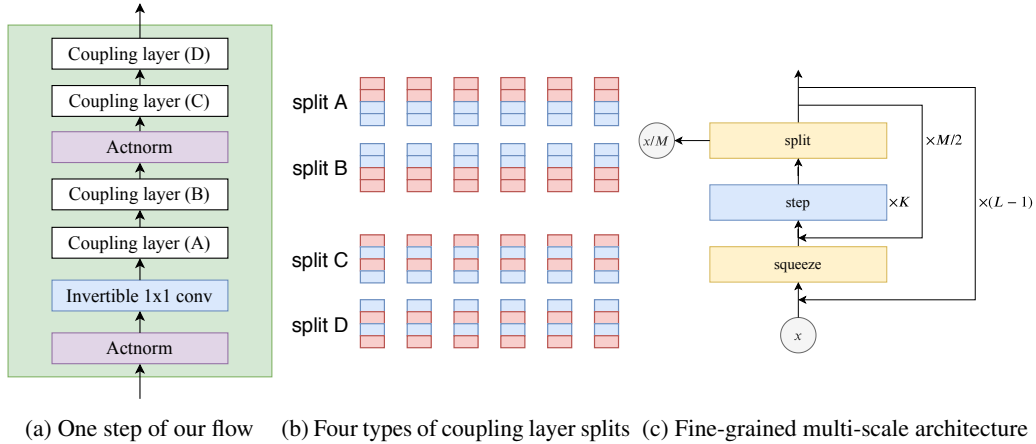 Coupling layer (D)
Coupling layer (C)
Actnorm
Coupling layer (B)
Coupling layer (A)
Invertible 1x1 conv
Actnorm
(a) One step of our flow
split A
split B
split C
split D
(b) Four types of coupling layer splits
x/M
split
×M/2
step
×K
×(L − 1)
squeeze
x
(c) Fine-grained multi-scale architecture